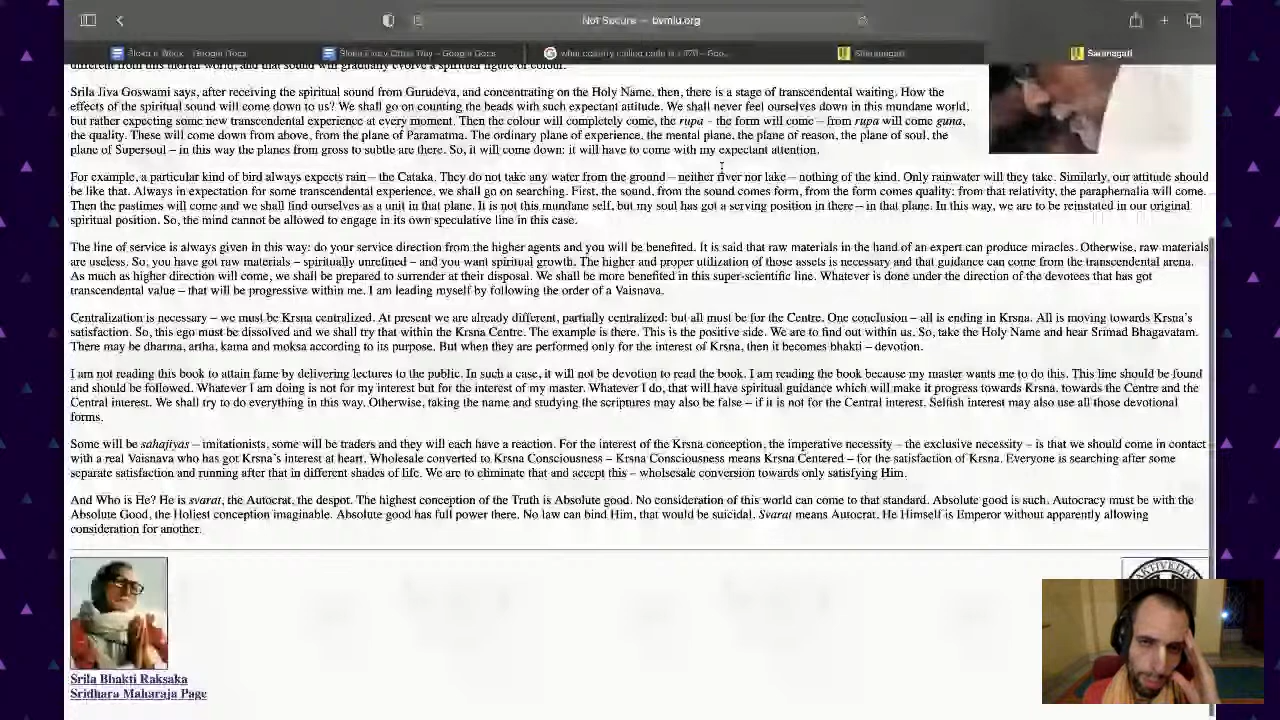 Not Secure — bvmlu.org
Sloka a Week - Google Docs
Google Docs
what country calling code is
Saranagati
Saranagati
different from this mortal world, and that sound will gradually evolve a spiritual figure or colour.
Srila Jiva Goswami says, after receiving the spiritual sound from Gurudeva, and concentrating on the Holy Name, then, there is a stage of transcendental waiting. How the
effects of the spiritual sound will come down to us? We shall go on counting the beads with such expectant attitude. We shall never feel ourselves down in this mundane world,
but rather expecting some new transcendental experience at every moment. Then the colour will completely come, the rupa - the form will come – from rupa will come guna,
the quality. These will come down from above, from the plane of Paramatma. The ordinary plane of experience, the mental plane, the plane of reason, the plane of soul, the
plane of Supersoul – in this way the planes from gross to subtle are there. So, it will come down: it will have to come with my expectant attention.
For example, a particular kind of bird always expects rain – the Cataka. They do not take any water from the ground – neither river nor lake – nothing of the kind. Only rainwater will they take. Similarly, our attitude should
be like that. Always in expectation for some transcendental experience, we shall go on searching. First, the sound, from the sound comes form, from the form comes quality; from that relativity, the paraphernalia will come.
Then the pastimes will come and we shall find ourselves as a unit in that plane. It is not this mundane self, but my soul has got a serving position in there – in that plane. In this way, we are to be reinstated in our original
spiritual position. So, the mind cannot be allowed to engage in its own speculative line in this case.
The line of service is always given in this way: do your service direction from the higher agents and you will be benefited. It is said that raw materials in the hand of an expert can produce miracles. Otherwise, raw materials
are useless. So, you have got raw materials – spiritually unrefined – and you want spiritual growth. The higher and proper utilization of those assets is necessary and that guidance can come from the transcendental arena.
As much as higher direction will come, we shall be prepared to surrender at their disposal. We shall be more benefited in this super-scientific line. Whatever is done under the direction of the devotees that has got
transcendental value – that will be progressive within me. I am leading myself by following the order of a Vaisnava.
Centralization is necessary – we must be Krsna centralized. At present we are already different, partially centralized: but all must be for the Centre. One conclusion – all is ending in Krsna. All is moving towards Krsna's
satisfaction. So, this ego must be dissolved and we shall try that within the Krsna Centre. The example is there. This is the positive side. We are to find out within us. So, take the Holy Name and hear Srimad Bhagavatam.
There may be dharma, artha, kama and moksa according to its purpose. But when they are performed only for the interest of Krsna, then it becomes bhakti – devotion.
I am not reading this book to attain fame by delivering lectures to the public. In such a case, it will not be devotion to read the book. I am reading the book because my master wants me to do this. This line should be found
and should be followed. Whatever I am doing is not for my interest but for the interest of my master. Whatever I do, that will have spiritual guidance which will make it progress towards Krsna, towards the Centre and the
Central interest. We shall try to do everything in this way. Otherwise, taking the name and studying the scriptures may also be false – if it is not for the Central interest. Selfish interest may also use all those devotional
forms.
Some will be sahajiyas – imitationists, some will be traders and they will each have a reaction. For the interest of the Krsna conception, the imperative necessity – the exclusive necessity – is that we should come in contact
with a real Vaisnava who has got Krsna's interest at heart. Wholesale converted to Krsna Consciousness – Krsna Consciousness means Krsna Centered – for the satisfaction of Krsna. Everyone is searching after some
separate satisfaction and running after that in different shades of life. We are to eliminate that and accept this – wholesale conversion towards only satisfying Him.
And Who is He? He is svarat, the Autocrat, the despot. The highest conception of the Truth is Absolute good. No consideration of this world can come to that standard. Absolute good is such. Autocracy must be with the
Absolute Good, the Holiest conception imaginable. Absolute good has full power there. No law can bind Him, that would be suicidal. Svarat means Autocrat. He Himself is Emperor without apparently allowing
consideration for another.
Srila Bhakti Raksaka
Sridhara Maharaja Page